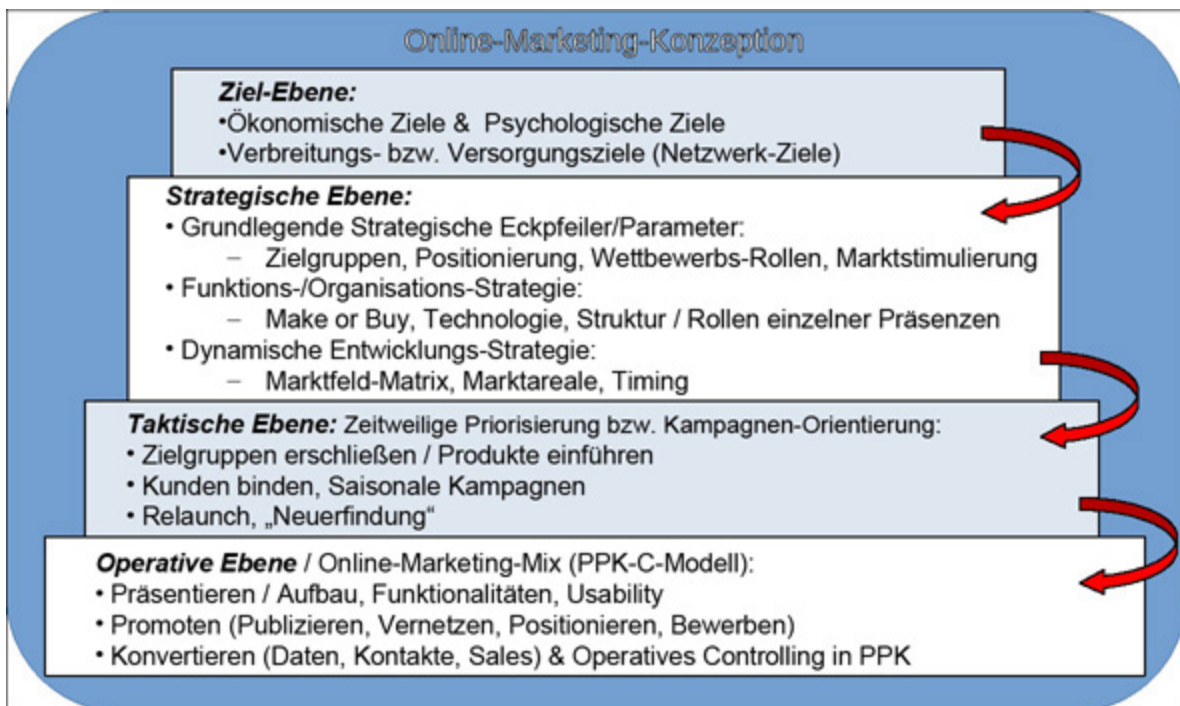 Online-Marketing-Konzeption
Ziel-Ebene:
•Ökonomische Ziele & Psychologische Ziele
•Verbreitungs- bzw. Versorgungsziele (Netzwerk-Ziele)
Strategische Ebene:
• Grundlegende Strategische Eckpfeiler/Parameter:
– Zielgruppen, Positionierung, Wettbewerbs-Rollen, Marktstimulierung
• Funktions-/Organisations-Strategie:
– Make or Buy, Technologie, Struktur / Rollen einzelner Präsenzen
• Dynamische Entwicklungs-Strategie:
– Marktfeld-Matrix, Marktareale, Timing
Taktische Ebene: Zeitweilige Priorisierung bzw. Kampagnen-Orientierung:
• Zielgruppen erschließen / Produkte einführen
• Kunden binden, Saisonale Kampagnen
• Relaunch, „Neuerfindung“
Operative Ebene / Online-Marketing-Mix (PPK-C-Modell):
• Präsentieren / Aufbau, Funktionalitäten, Usability
• Promoten (Publizieren, Vernetzen, Positionieren, Bewerben)
• Konvertieren (Daten, Kontakte, Sales) & Operatives Controlling in PPK